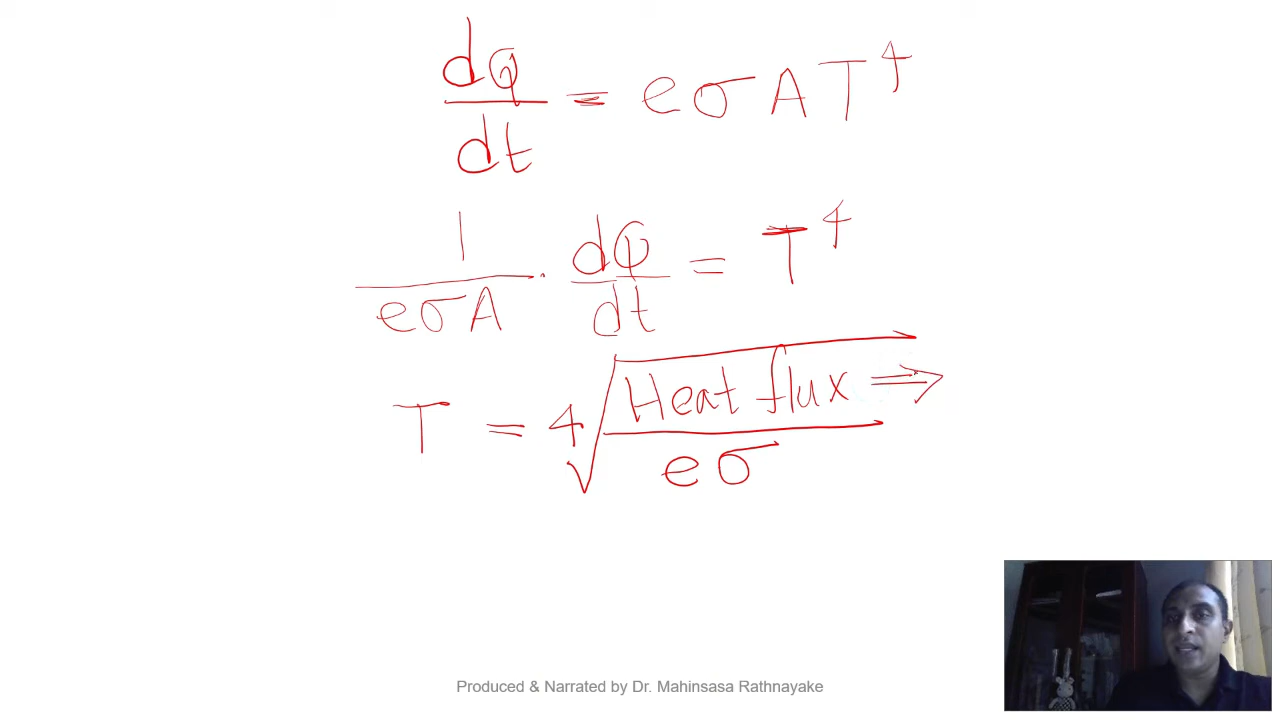 dQ/dt = eσAT⁴
1/eσA · dQ/dt = T⁴
T = ⁴√(Heat flux ⇒/eσ)
Produced & Narrated by Dr. Mahinsasa Rathnayake